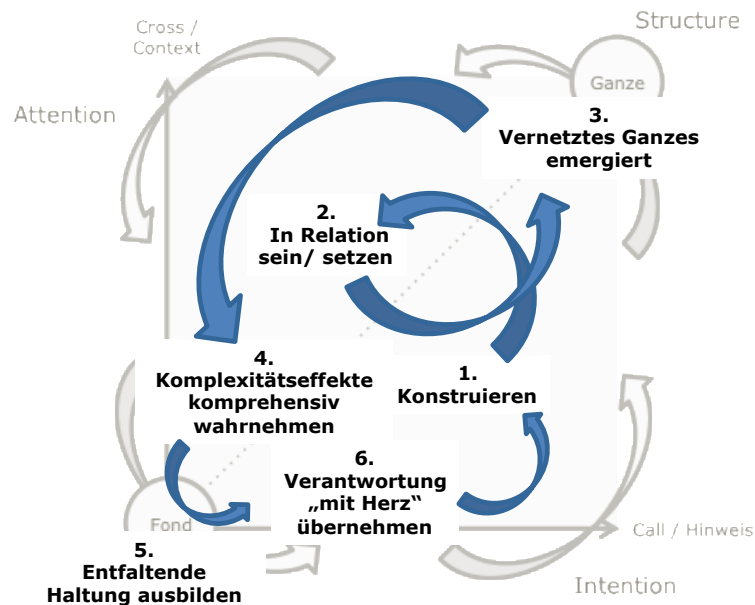 Cross /
Context
Structure
Ganze
Attention
3.
Vernetztes Ganzes
emergiert
2.
In Relation
sein/ setzen
4.
Komplexitätseffekte
komprehensiv
wahrnehmen
1.
Konstruieren
6.
Verantwortung
„mit Herz“
übernehmen
Fond
Call / Hinweis
5.
Entfaltende
Haltung ausbilden
Intention